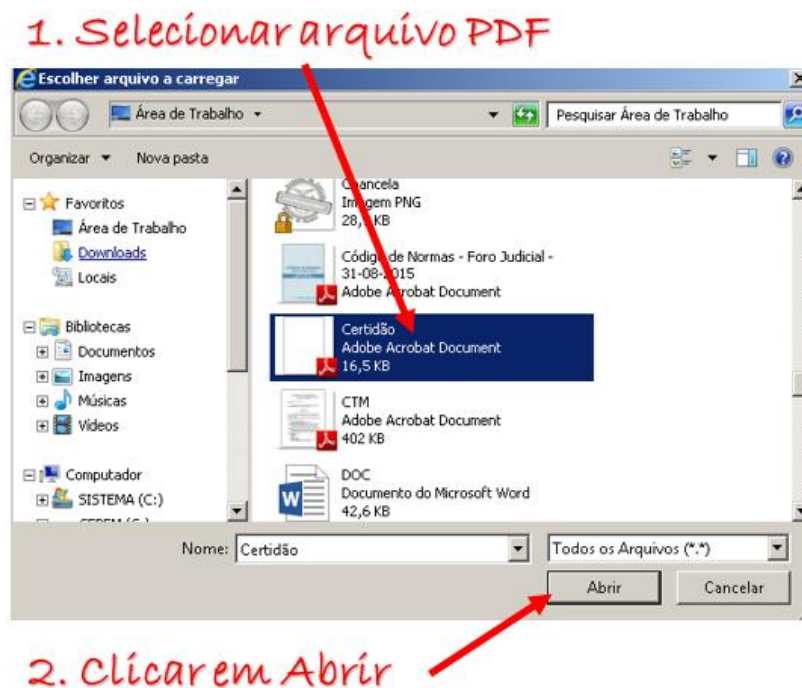 1. Selecionar arquivo PDF
Escolher arquivo a carregar
Área de Trabalho
Pesquisar Área de Trabalho
Organizar
Nova pasta
Favoritos
Área de Trabalho
Downloads
Locais
Bibliotecas
Documentos
Imagens
Músicas
Vídeos
Computador
SISTEMA (C:)
Chancela
Imagem PNG
KB
Código de Normas - Foro Judicial -
31-08-2015
Adobe Acrobat Document
Certidão
Adobe Acrobat Document
16,5 KB
CTM
Adobe Acrobat Document
402 KB
DOC
Documento do Microsoft Word
42,6 KB
Nome: Certidão
Todos os Arquivos (*.*)
Abrir
Cancelar
2. Clicar em Abrir